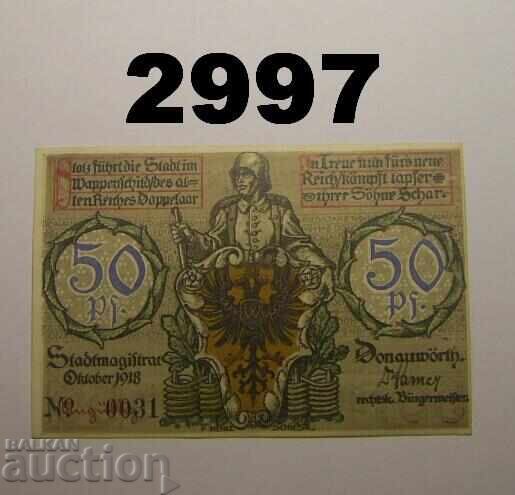 2997
Stolz führt die Stadt im
Wappenschild des al-
ten Reiches Doppelaar
In Treue nun fürs neue
Reich kämpft tapfer
ihrer Söhne Schar.
50
Pf.
50
Pf.
Stadtmagistrat
Oktober 1918
Donauwörth.
rechtsk. Bürgermeister.
No 0031
БАЛКАН
auction